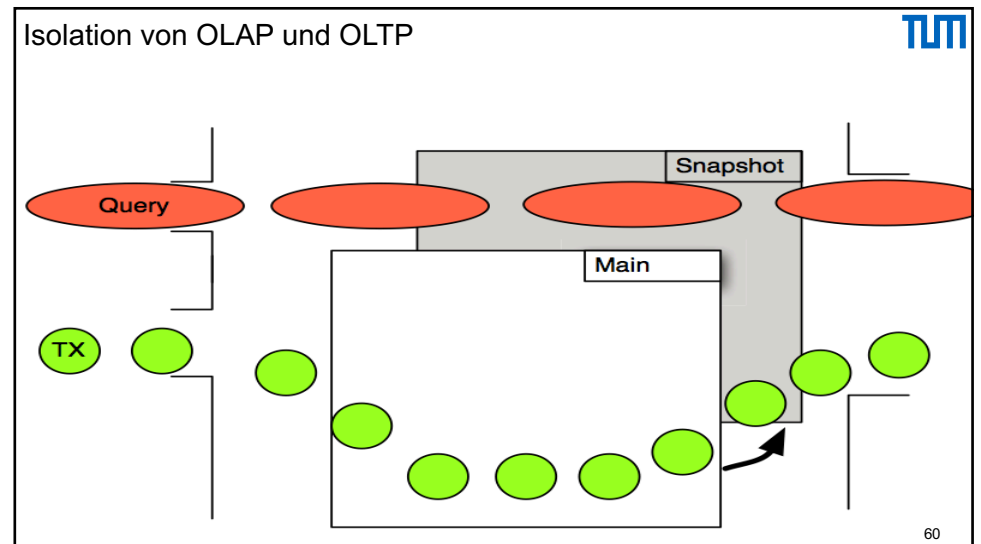 Isolation von OLAP und OLTP
TUM
Snapshot
Query
Main
TX
60